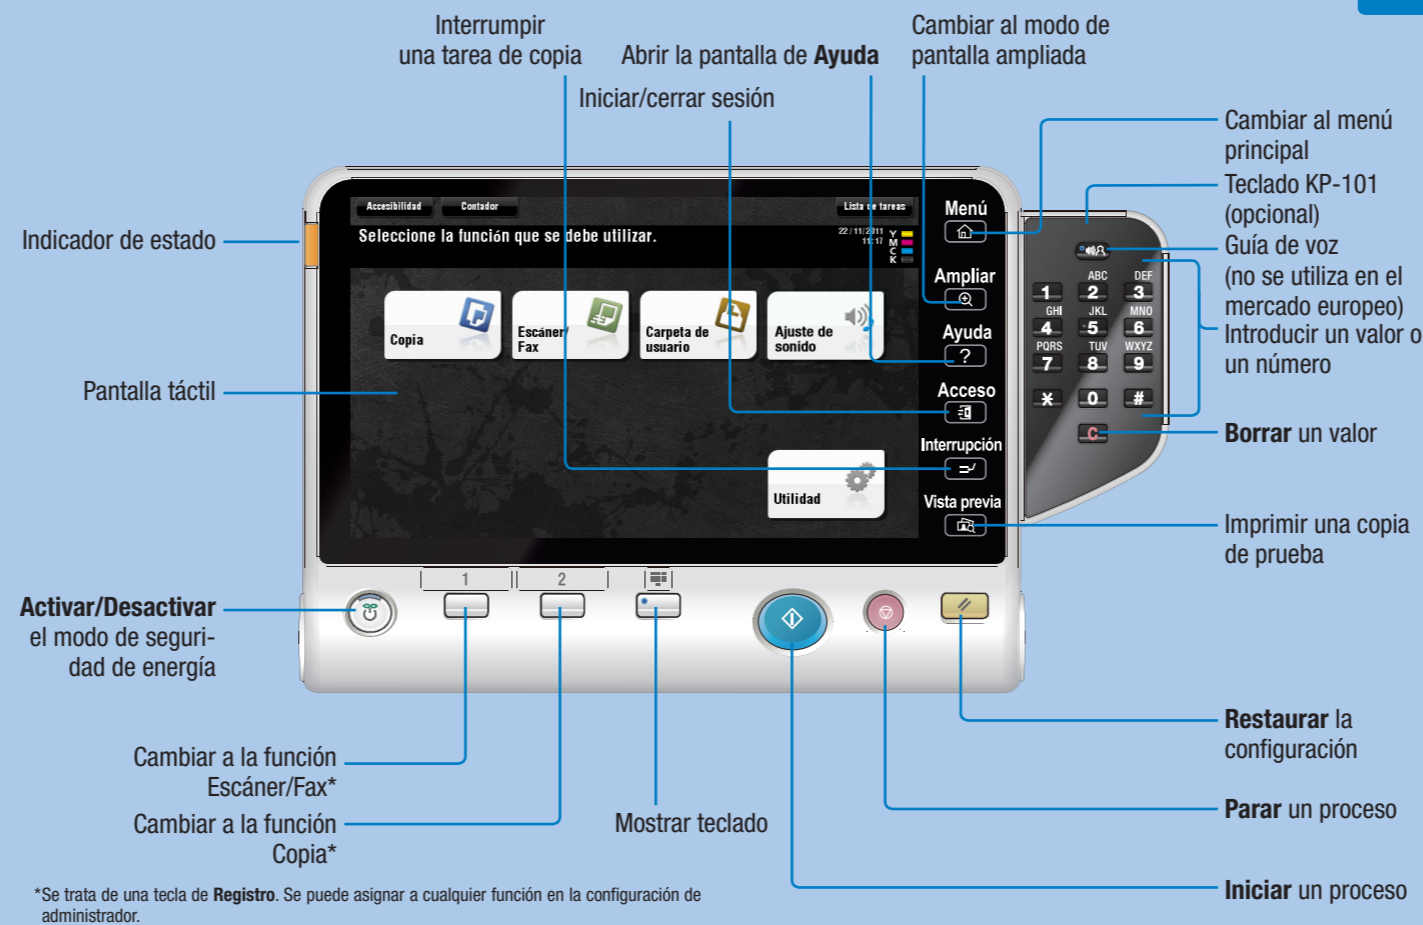 Interrumpir
una tarea de copia
Abrir la pantalla de Ayuda
Cambiar al modo de
pantalla ampliada
Iniciar/cerrar sesión
Cambiar al menú
principal
Teclado KP-101
(opcional)
Guía de voz
(no se utiliza en el
mercado europeo)
Introducir un valor o
un número
Borrar un valor
Imprimir una copia
de prueba
Restaurar la
configuración
Parar un proceso
Iniciar un proceso
Indicador de estado
Pantalla táctil
Activar/Desactivar
el modo de seguri-
dad de energía
Cambiar a la función
Escáner/Fax*
Cambiar a la función
Copia*
Mostrar teclado
Accesibilidad
Contador
Lista de tareas
Seleccione la función que se debe utilizar.
22/11/2011
11:17
Y
M
C
K
Copia
Escáner/
Fax
Carpeta de
usuario
Ajuste de
sonido
Utilidad
Menú
Ampliar
Ayuda
?
Acceso
Interrupción
Vista previa
ABC DEF
1 2 3
GHI JKL MNO
4 5 6
PQRS TUV WXYZ
7 8 9
* 0 #
C
1
2
*Se trata de una tecla de Registro. Se puede asignar a cualquier función en la configuración de
administrador.